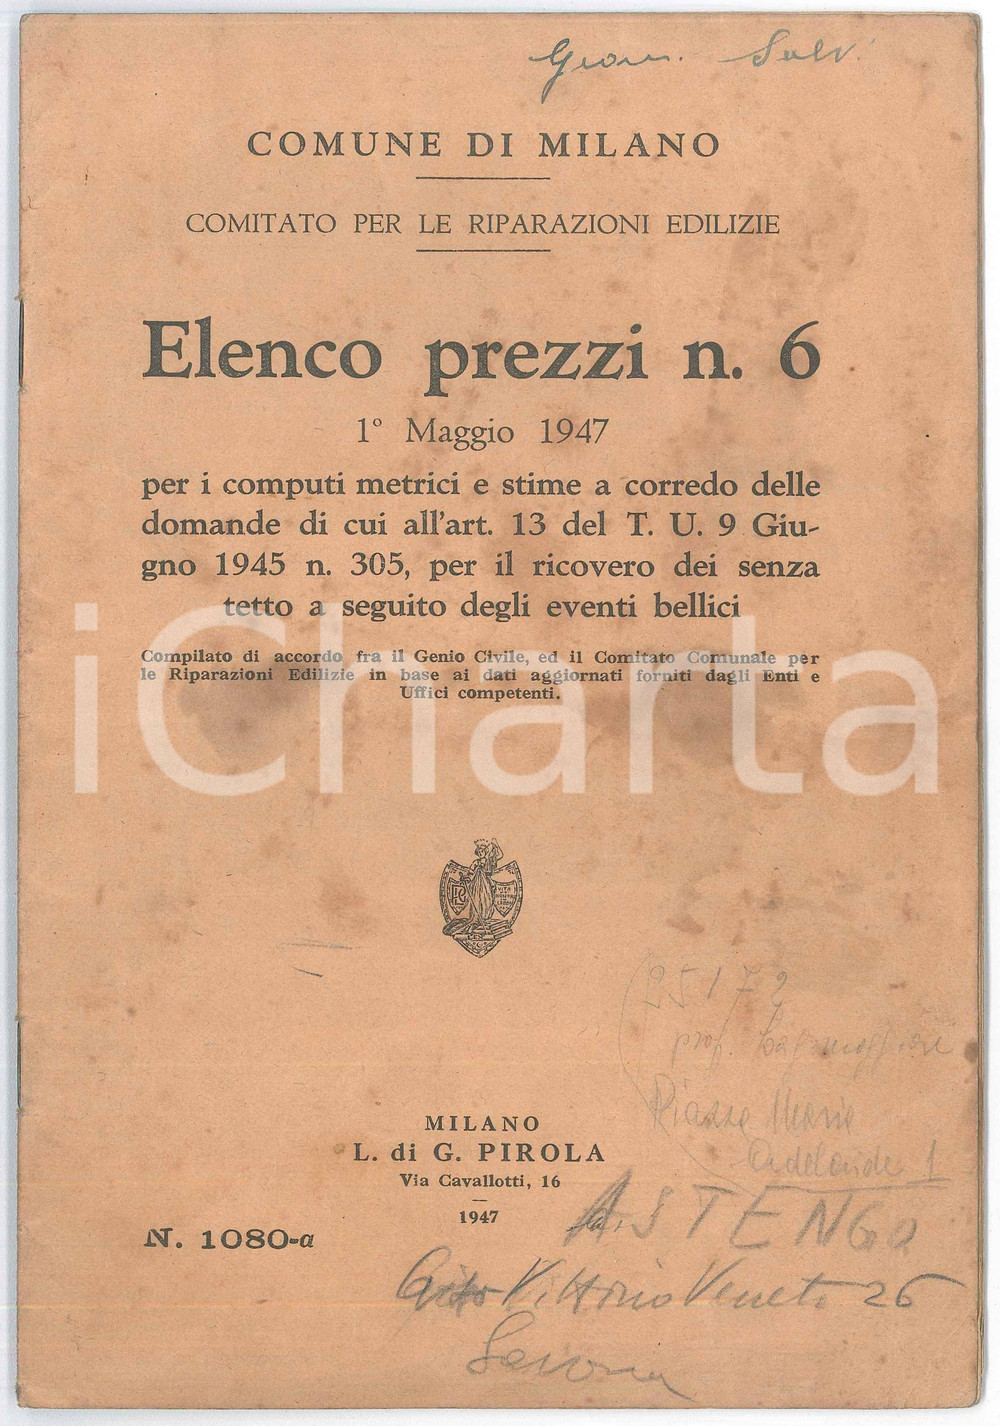 COMUNE DI MILANO
COMITATO PER LE RIPARAZIONI EDILIZIE
Elenco prezzi n. 6
1° Maggio 1947
per i computi metrici e stime a corredo delle
domande di cui all'art. 13 del T. U. 9 Giu-
gno 1945 n. 305, per il ricovero dei senza
tetto a seguito degli eventi bellici
Compilato di accordo fra il Genio Civile, ed il Comitato Comunale per
le Riparazioni Edilizie in base ai dati aggiornati forniti dagli Enti e
Uffici competenti.
iCharta
25172
prof.
Piazza Maria
Adelaide 1
MILANO
L. di G. PIROLA
Via Cavallotti, 16
1947
N. 1080-a
ASTENGO
Vittorio Veneto 26
Savona